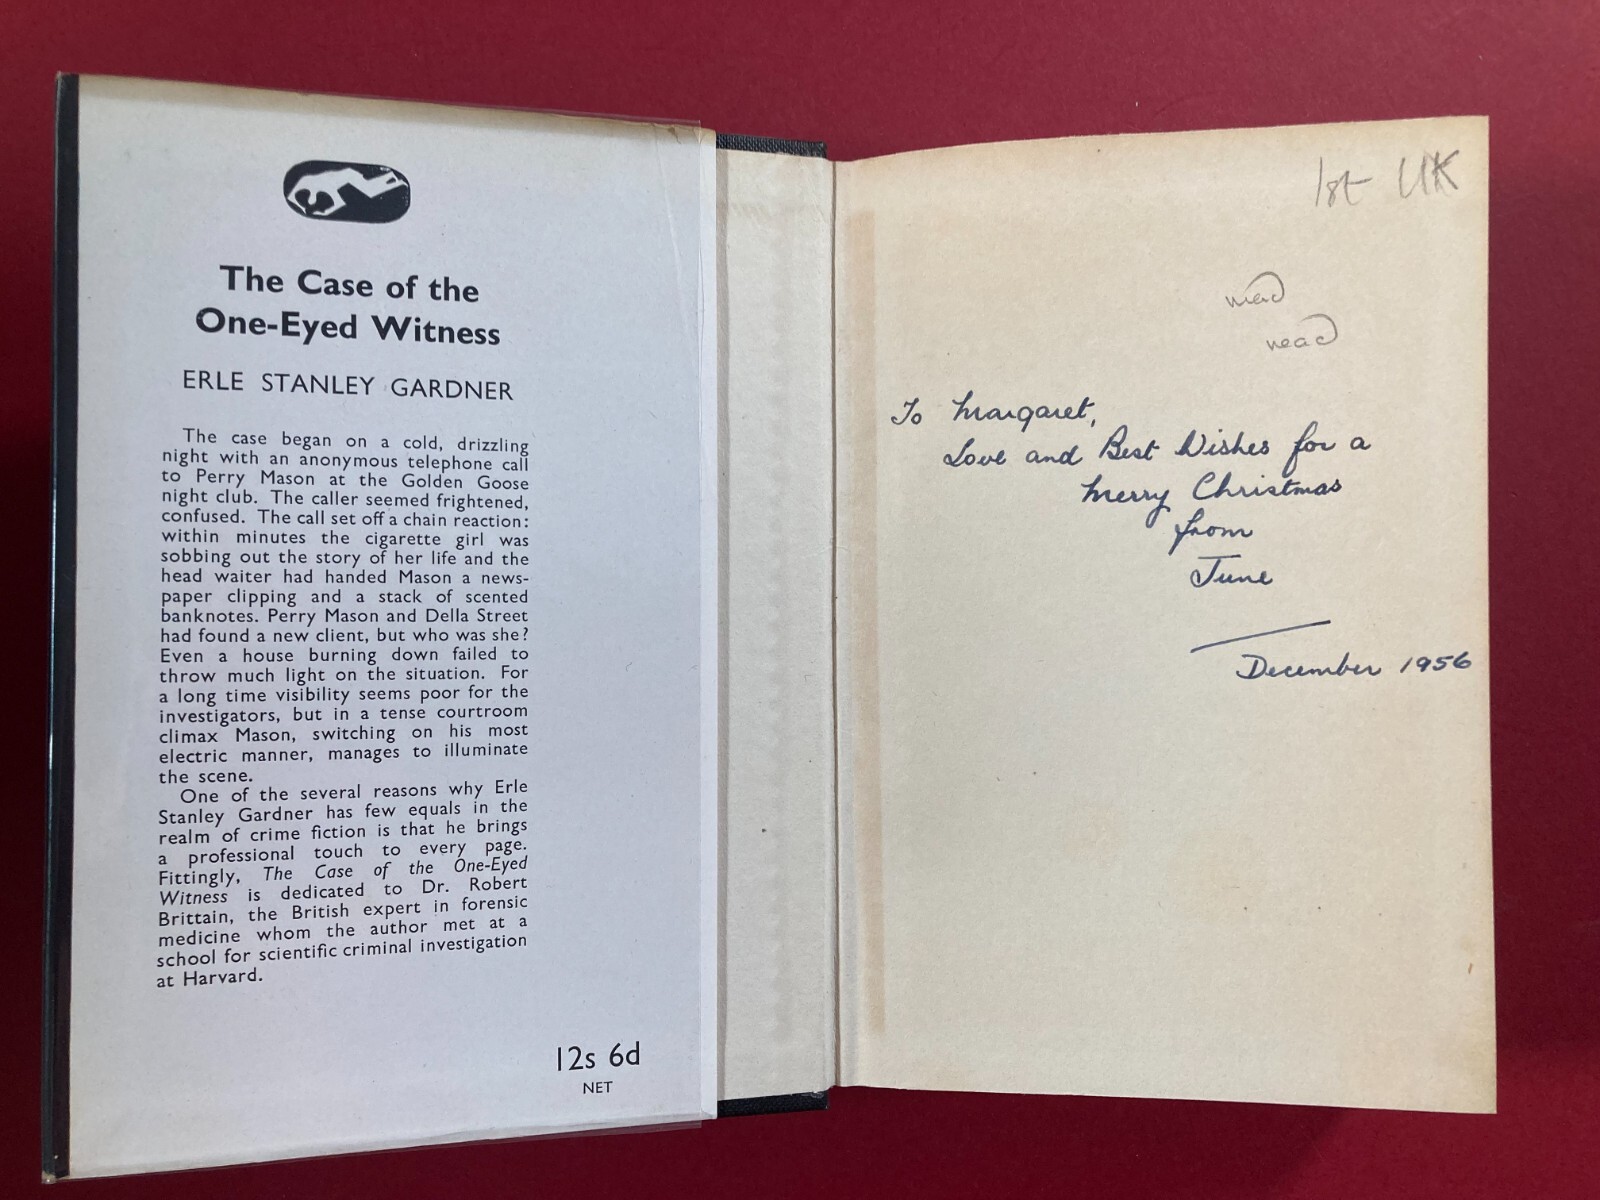 The Case of the
One-Eyed Witness
ERLE STANLEY GARDNER
The case began on a cold, drizzling
night with an anonymous telephone call
to Perry Mason at the Golden Goose
night club. The caller seemed frightened,
confused. The call set off a chain reaction:
within minutes the cigarette girl was
sobbing out the story of her life and the
head waiter had handed Mason a news-
paper clipping and a stack of scented
banknotes. Perry Mason and Della Street
had found a new client, but who was she?
Even a house burning down failed to
throw much light on the situation. For
a long time visibility seems poor for the
investigators, but in a tense courtroom
climax Mason, switching on his most
electric manner, manages to illuminate
the scene.
One of the several reasons why Erle
Stanley Gardner has few equals in the
realm of crime fiction is that he brings
a professional touch to every page.
Fittingly, The Case of the One-Eyed
Witness is dedicated to Dr. Robert
Brittain, the British expert in forensic
medicine whom the author met at a
school for scientific criminal investigation
at Harvard.
12s 6d
NET
1st UK
read
read
To Margaret,
Love and Best Wishes for a
Merry Christmas
from
June
December 1956